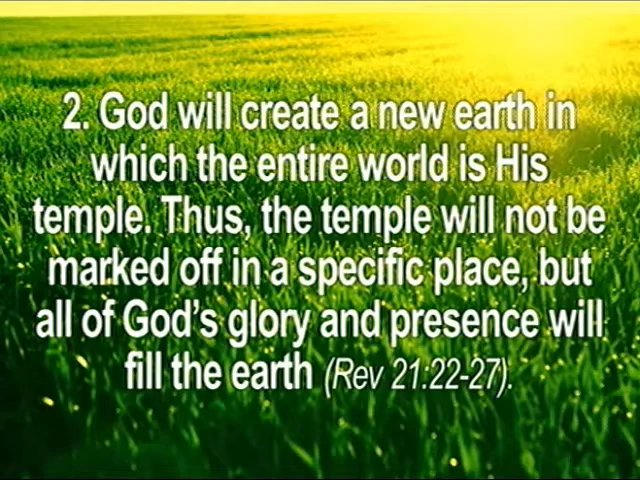 2. God will create a new earth in
which the entire world is His
temple. Thus, the temple will not be
marked off in a specific place, but
all of God's glory and presence will
fill the earth (Rev 21:22-27).